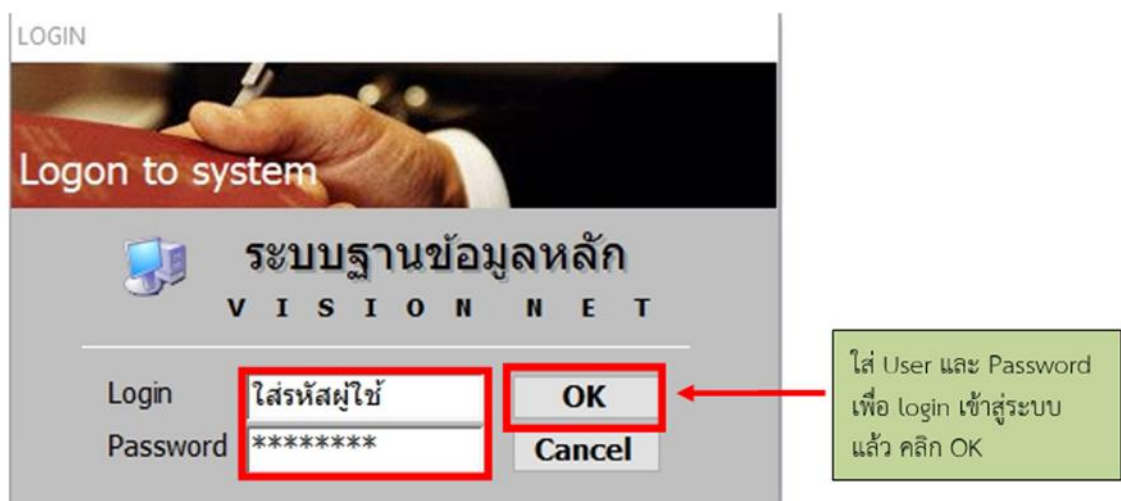 LOGIN
Logon to system
ระบบฐานข้อมูลหลัก
V I S I O N N E T
Login
ใส่รหัสผู้ใช้
OK
Password
********
Cancel
ใส่ User และ Password
เพื่อ login เข้าสู่ระบบ
แล้ว คลิก OK